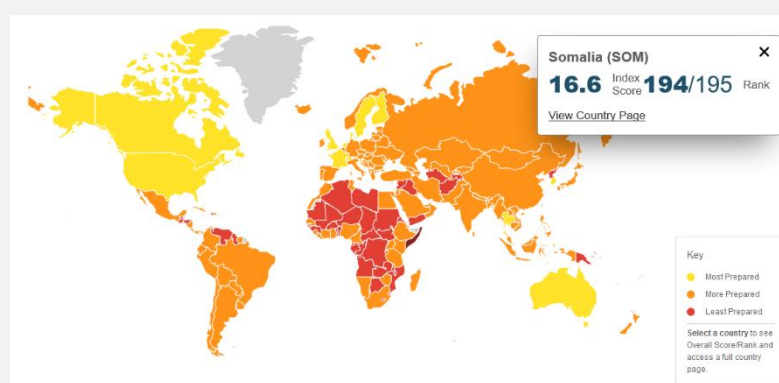 Somalia (SOM)
16.6 Index Score 194/195 Rank
View Country Page
Key
Most Prepared
More Prepared
Least Prepared
Select a country to see
Overall Score/Rank and
access a full country
page.